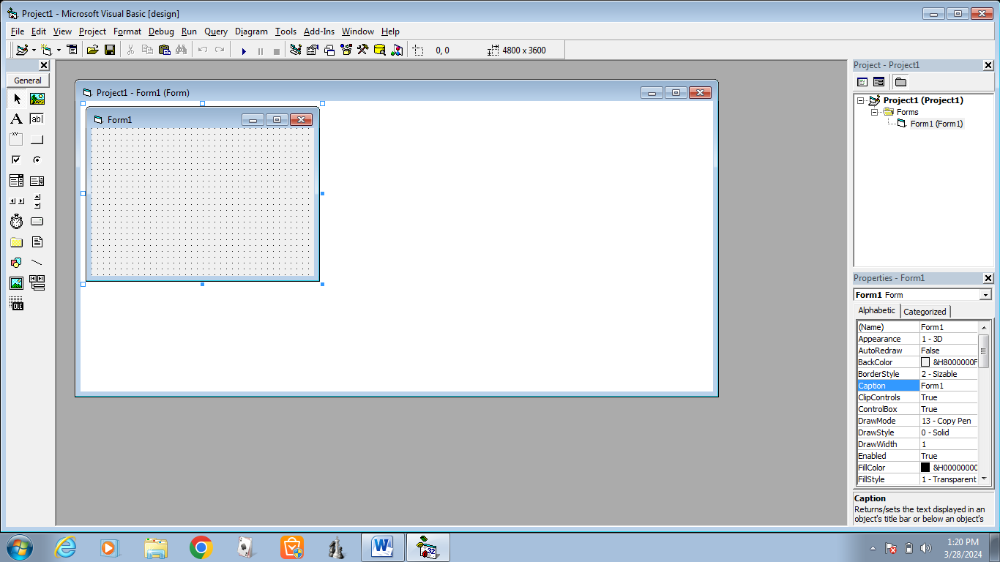 Project1 - Microsoft Visual Basic [design]
File Edit View Project Format Debug Run Query Diagram Tools Add-Ins Window Help
0, 0 4800 x 3600
General
A
ab|
XY
OLE
Project1 - Form1 (Form)
Form1
Project - Project1
Project1 (Project1)
Forms
Form1 (Form1)
Properties - Form1
Form1 Form
Alphabetic Categorized
(Name) Form1
Appearance 1 - 3D
AutoRedraw False
BackColor &H8000000F
BorderStyle 2 - Sizable
Caption Form1
ClipControls True
ControlBox True
DrawMode 13 - Copy Pen
DrawStyle 0 - Solid
DrawWidth 1
Enabled True
FillColor &H00000000
FillStyle 1 - Transparent
Caption
Returns/sets the text displayed in an
object's title bar or below an object's
W
32
1:20 PM
3/28/2024